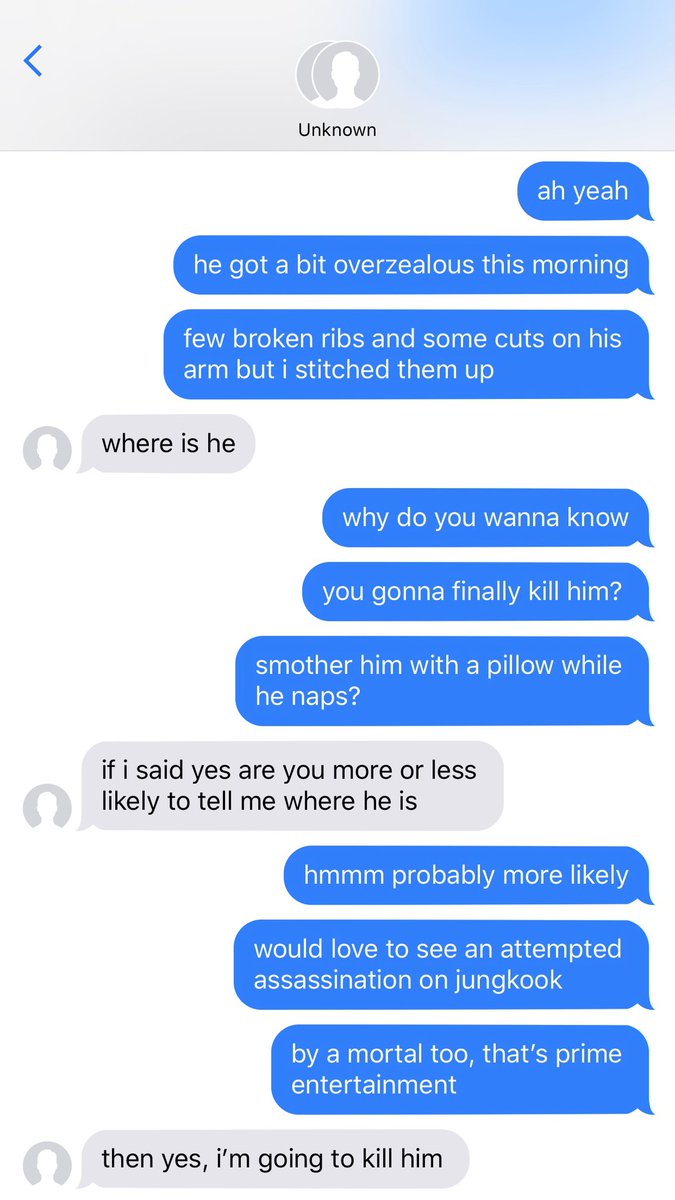 Unknown
ah yeah
he got a bit overzealous this morning
few broken ribs and some cuts on his
arm but i stitched them up
where is he
why do you wanna know
you gonna finally kill him?
smother him with a pillow while
he naps?
if i said yes are you more or less
likely to tell me where he is
hmmm probably more likely
would love to see an attempted
assassination on jungkook
by a mortal too, that’s prime
entertainment
then yes, i’m going to kill him